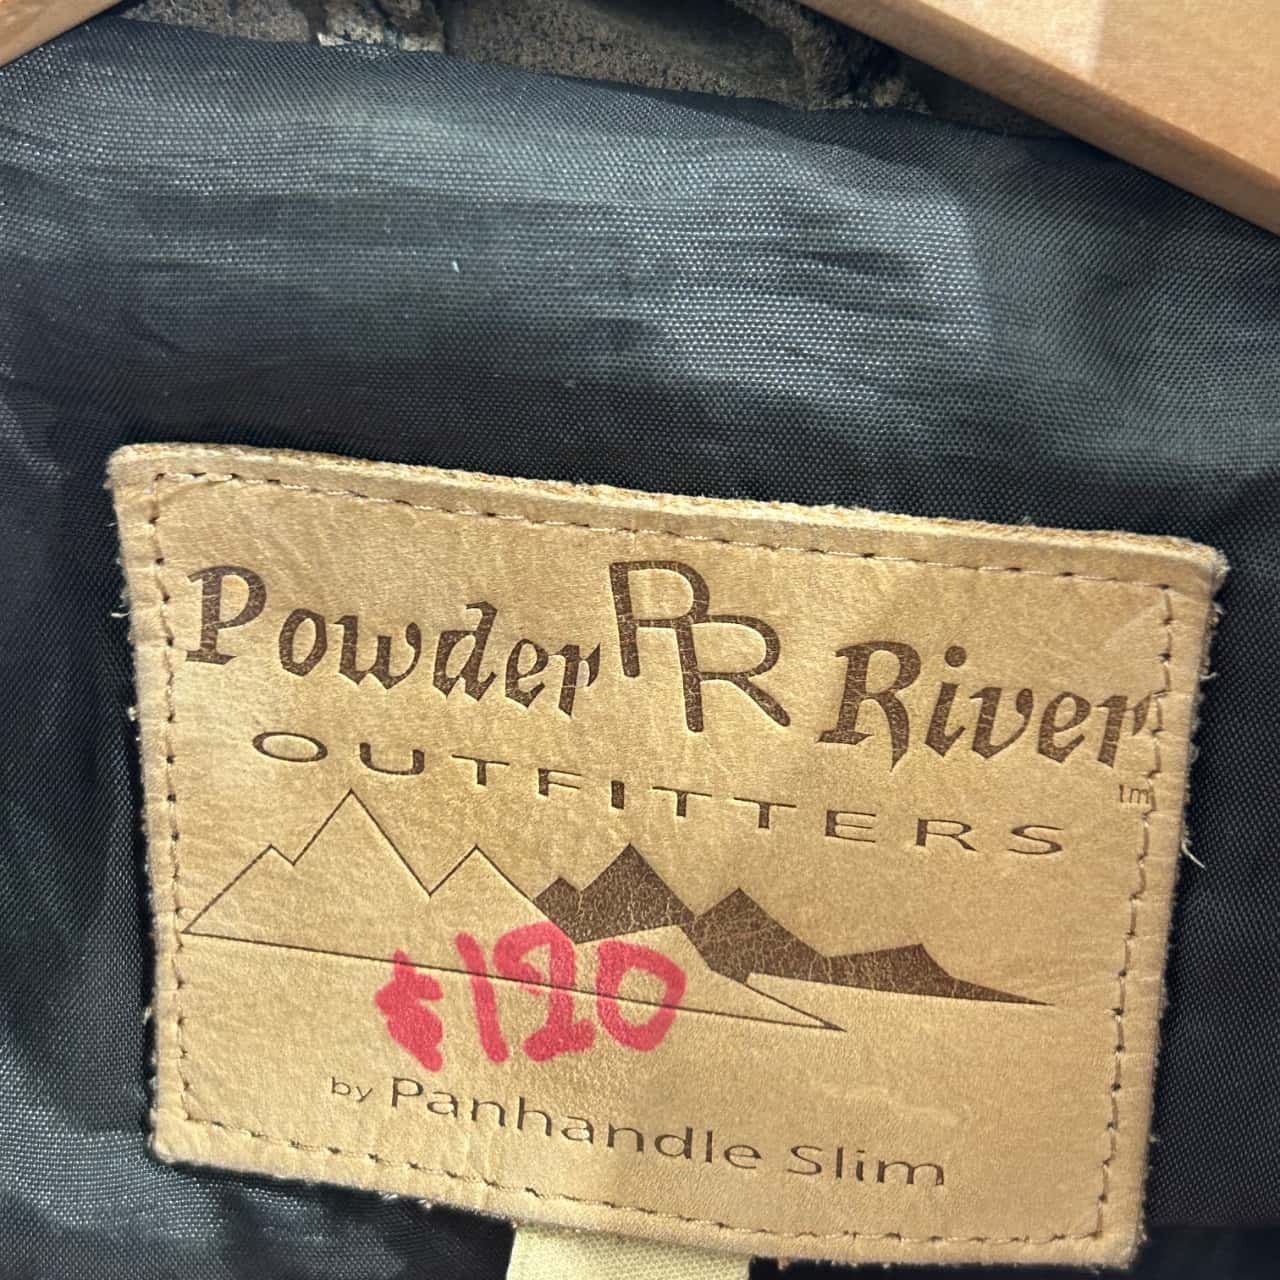 Powder RR River
OUTFITTERS
tm
$120
by Panhandle Slim